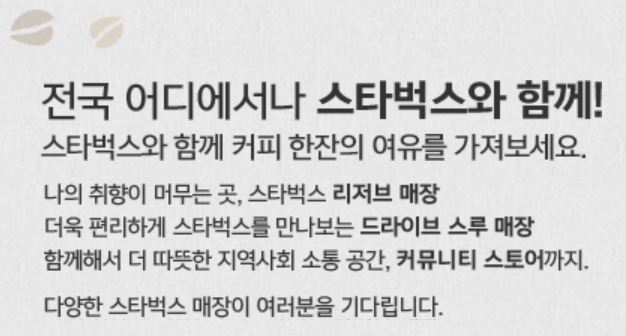 전국 어디에서나 스타벅스와 함께!
스타벅스와 함께 커피 한잔의 여유를 가져보세요.
나의 취향이 머무는 곳, 스타벅스 리저브 매장
더욱 편리하게 스타벅스를 만나보는 드라이브 스루 매장
함께해서 더 따뜻한 지역사회 소통 공간, 커뮤니티 스토어까지.
다양한 스타벅스 매장이 여러분을 기다립니다.